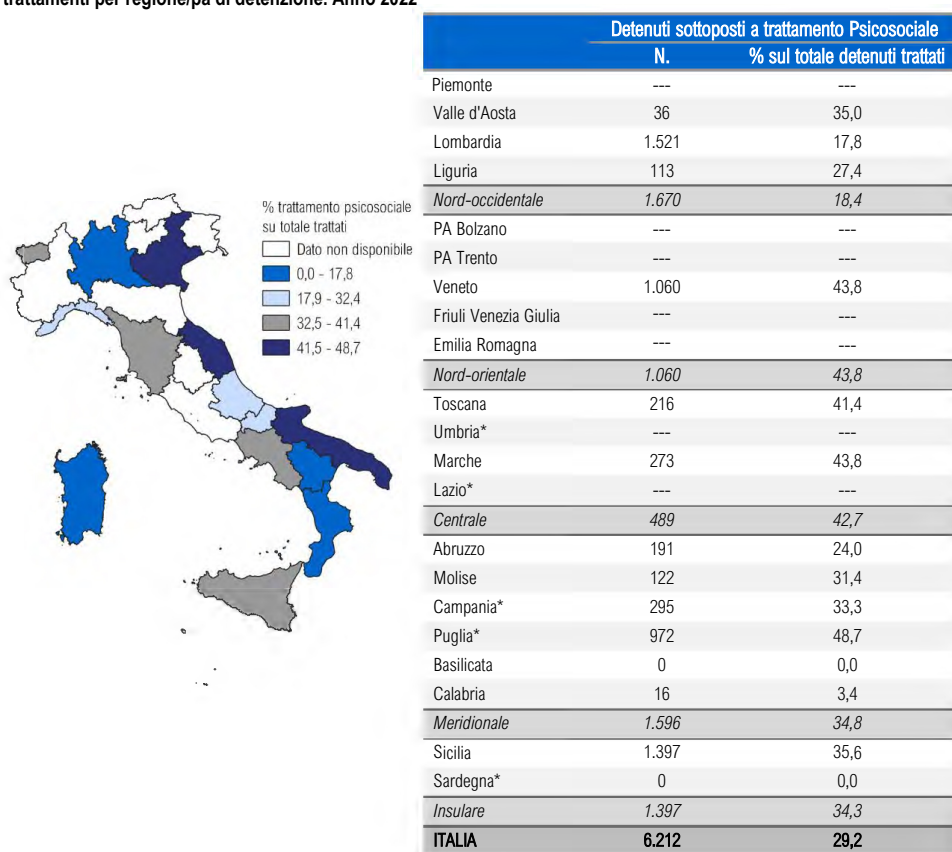 trattamenti per regione/pa di detenzione. Anno 2022
% trattamento psicosociale
su totale trattati
Dato non disponibile
0,0 - 17,8
17,9 - 32,4
32,5 - 41,4
41,5 - 48,7
Detenuti sottoposti a trattamento Psicosociale
N. % sul totale detenuti trattati
Piemonte --- ---
Valle d'Aosta 36 35,0
Lombardia 1.521 17,8
Liguria 113 27,4
Nord-occidentale 1.670 18,4
PA Bolzano --- ---
PA Trento --- ---
Veneto 1.060 43,8
Friuli Venezia Giulia --- ---
Emilia Romagna --- ---
Nord-orientale 1.060 43,8
Toscana 216 41,4
Umbria* --- ---
Marche 273 43,8
Lazio* --- ---
Centrale 489 42,7
Abruzzo 191 24,0
Molise 122 31,4
Campania* 295 33,3
Puglia* 972 48,7
Basilicata 0 0,0
Calabria 16 3,4
Meridionale 1.596 34,8
Sicilia 1.397 35,6
Sardegna* 0 0,0
Insulare 1.397 34,3
ITALIA 6.212 29,2